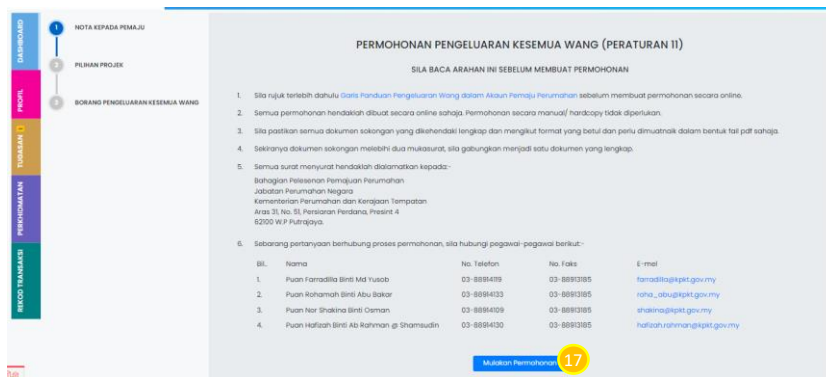 DASHBOARD
PROFIL
TUGASAN
PERKHIDMATAN
REKOD TRANSAKSI
1 NOTA KEPADA PEMAJU
2 PILIHAN PROJEK
3 BORANG PENGELUARAN KESEMUA WANG
PERMOHONAN PENGELUARAN KESEMUA WANG (PERATURAN 11)
SILA BACA ARAHAN INI SEBELUM MEMBUAT PERMOHONAN
1. Sila rujuk terlebih dahulu Garis Panduan Pengeluaran Wang dalam Akaun Pemaju Perumahan sebelum membuat permohonan secara online.
2. Semua permohonan hendaklah dibuat secara online sahaja. Permohonan secara manual/ hardcopy tidak diperlukan.
3. Sila pastikan semua dokumen sokongan yang dikehendaki lengkap dan mengikut format yang betul dan perlu dimuatnaik dalam bentuk fail pdf sahaja.
4. Sekiranya dokumen sokongan melebihi dua mukasurat, sila gabungkan menjadi satu dokumen yang lengkap.
5. Semua surat menyurat hendaklah dialamatkan kepada:-
Bahagian Pelesenan Pemajuan Perumahan
Jabatan Perumahan Negara
Kementerian Perumahan dan Kerajaan Tempatan
Aras 31, No. 51, Persiaran Perdana, Presint 4
62100 W.P Putrajaya.
6. Sebarang pertanyaan berhubung proses permohonan, sila hubungi pegawai-pegawai berikut:-
Bil. Nama No. Telefon No. Faks E-mel
1. Puan Farradilla Binti Md Yusob 03-88914119 03-88913185 farradilla@kpkt.gov.my
2. Puan Rohamah Binti Abu Bakar 03-88914133 03-88913185 roha_abu@kpkt.gov.my
3. Puan Nor Shakina Binti Osman 03-88914109 03-88913185 shakina@kpkt.gov.my
4. Puan Hafizah Binti Ab Rahman @ Shamsudin 03-88914130 03-88913185 hafizah.rahman@kpkt.gov.my
Mulakan Permohonan 17